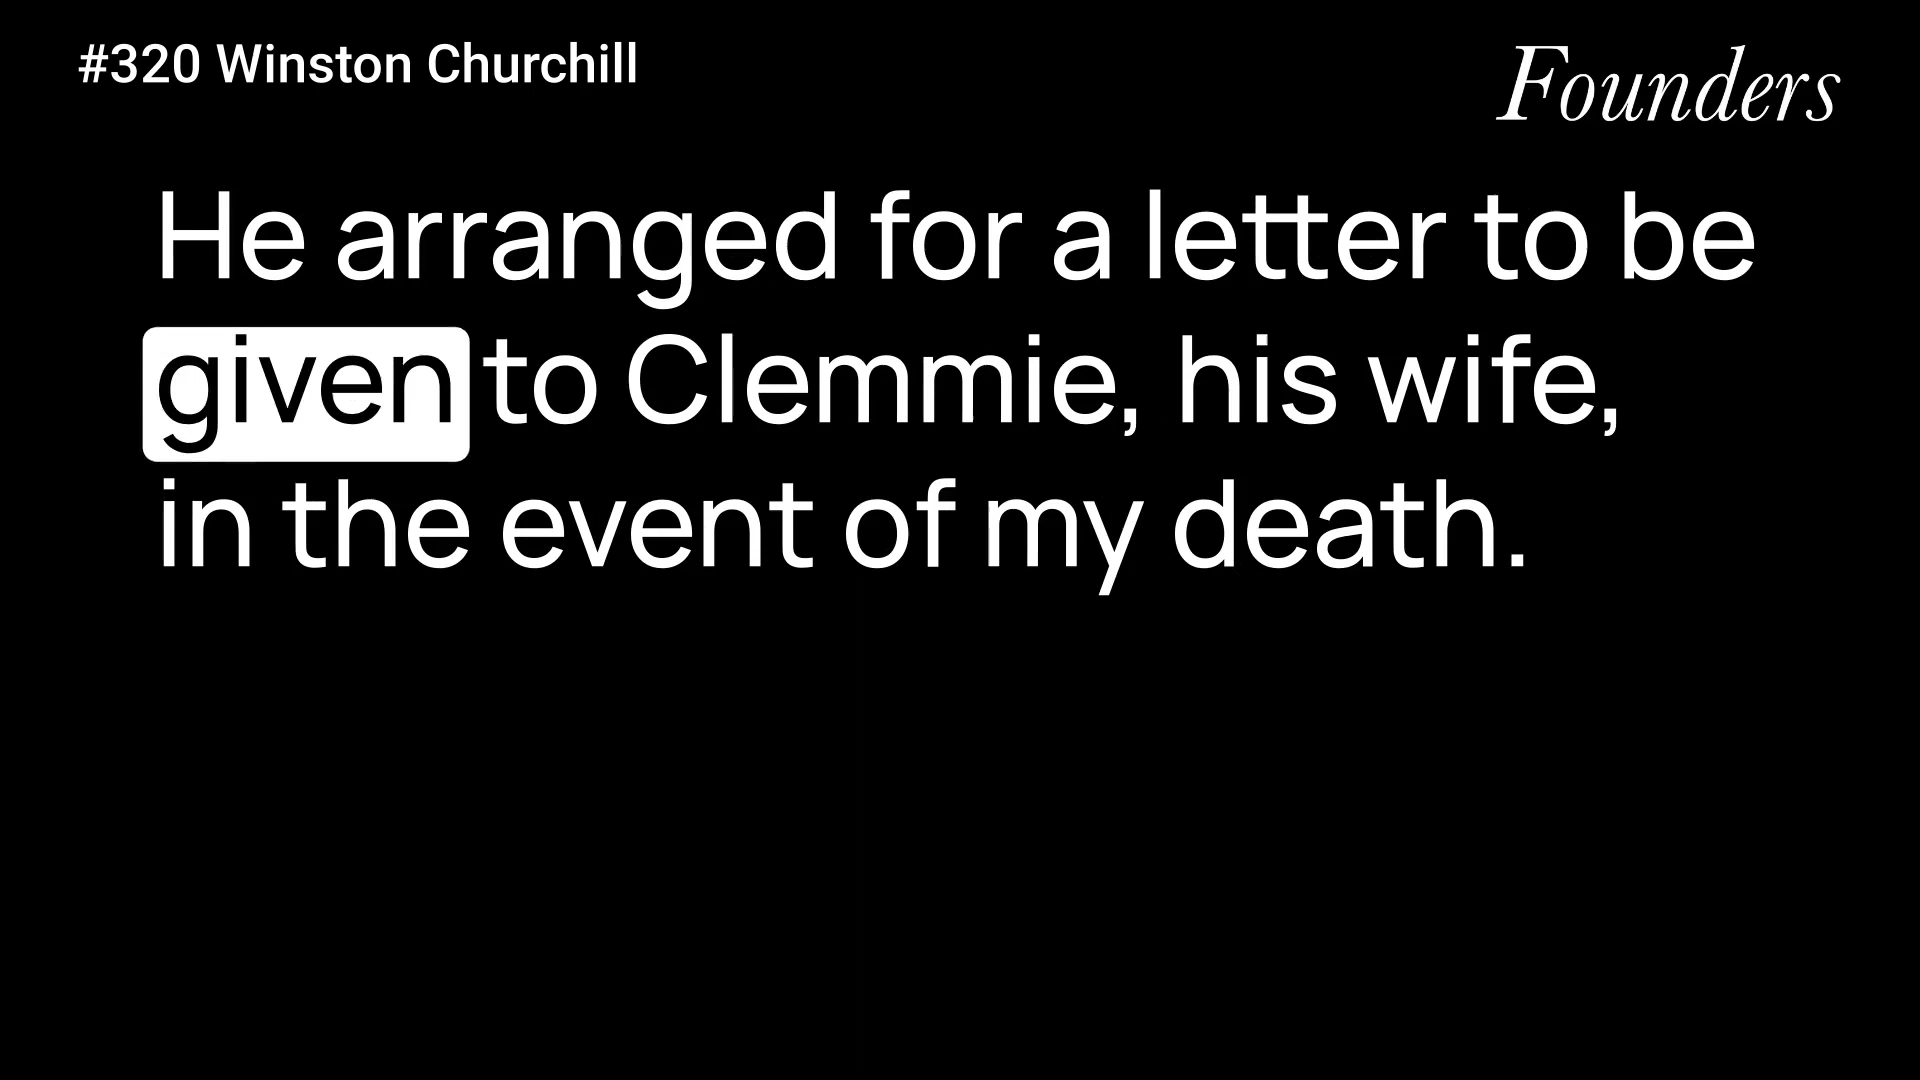 #320 Winston Churchill
Founders
He arranged for a letter to be
given to Clemmie, his wife,
in the event of my death.